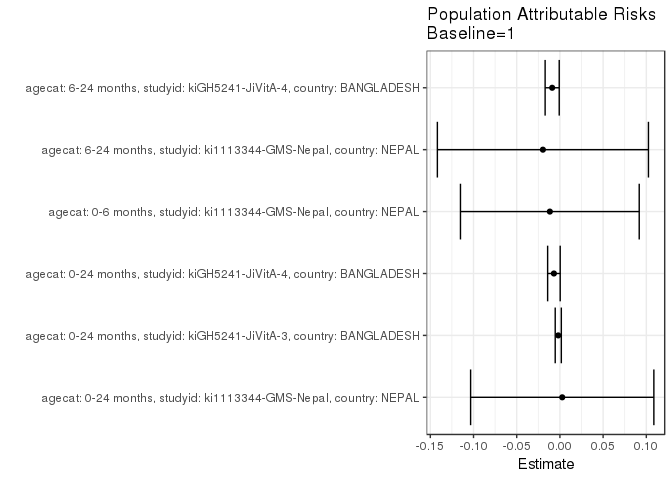 Population Attributable Risks
Baseline=1
agecat: 6-24 months, studyid: kiGH5241-JiVitA-4, country: BANGLADESH
agecat: 6-24 months, studyid: ki1113344-GMS-Nepal, country: NEPAL
agecat: 0-6 months, studyid: ki1113344-GMS-Nepal, country: NEPAL
agecat: 0-24 months, studyid: kiGH5241-JiVitA-4, country: BANGLADESH
agecat: 0-24 months, studyid: kiGH5241-JiVitA-3, country: BANGLADESH
agecat: 0-24 months, studyid: ki1113344-GMS-Nepal, country: NEPAL
-0.15 -0.10 -0.05 0.00 0.05 0.10
Estimate